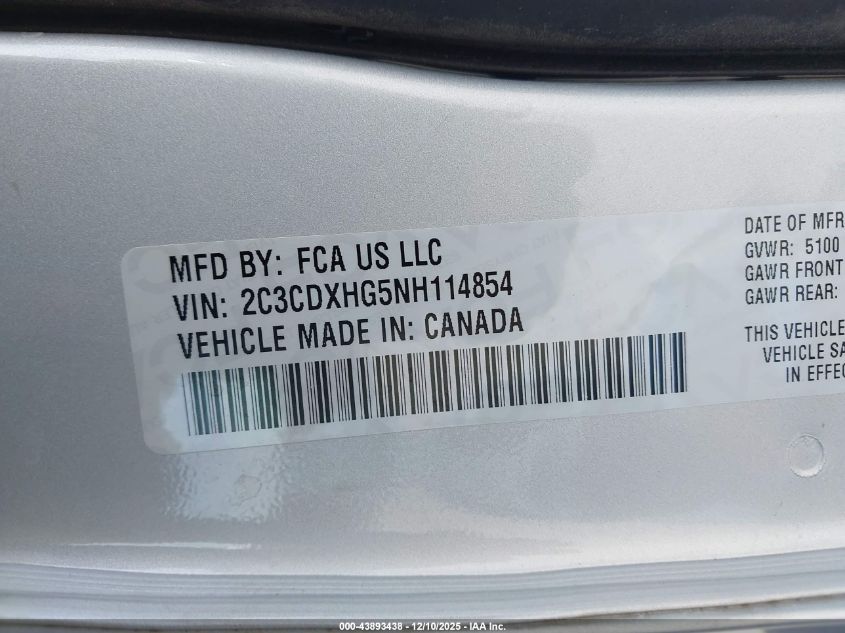 MFD BY: FCA US LLC
VIN: 2C3CDXHG5NH114854
VEHICLE MADE IN: CANADA
DATE OF MFR
GVWR: 5100
GAWR FRONT
GAWR REAR:
THIS VEHICLE
VEHICLE SA
IN EFFEC
000-43893438 - 12/10/2025 - IAA Inc.